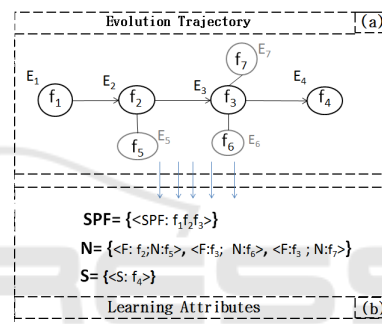 Evolution Trajectory (a)
E7
f7
E1 E2 E3 E4
f1 f2 f3 f4
E5 E6
f5 f6
SPF= {<SPF: f1f2f3>}
N= {<F: f2;N:f5>, <F:f3; N:f6>, <F:f3 ; N:f7>}
S= {<S: f4>}
Learning Attributes (b)